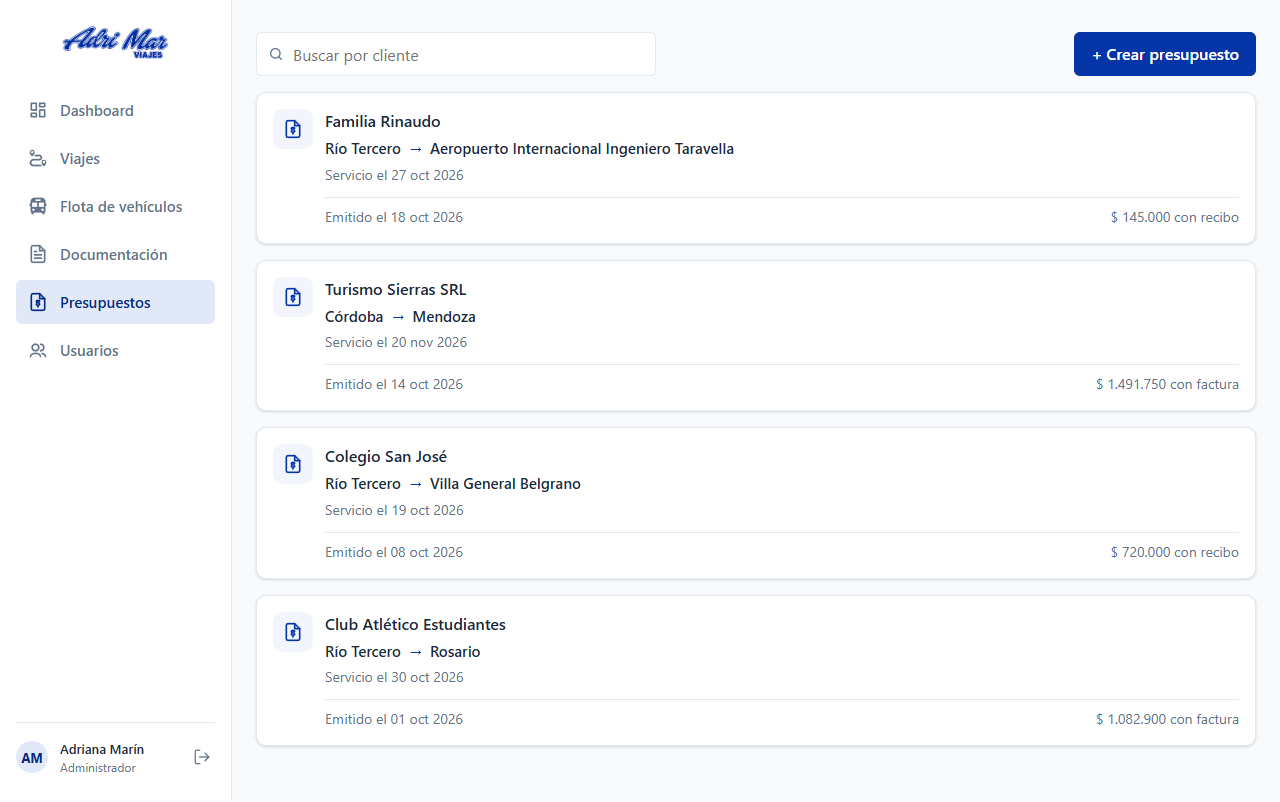 Adri Mar
VIAJES
Dashboard
Viajes
Flota de vehículos
Documentación
Presupuestos
Usuarios
AM
Adriana Marín
Administrador
Buscar por cliente
+ Crear presupuesto
Familia Rinaudo
Río Tercero → Aeropuerto Internacional Ingeniero Taravella
Servicio el 27 oct 2026
Emitido el 18 oct 2026
$ 145.000 con recibo
Turismo Sierras SRL
Córdoba → Mendoza
Servicio el 20 nov 2026
Emitido el 14 oct 2026
$ 1.491.750 con factura
Colegio San José
Río Tercero → Villa General Belgrano
Servicio el 19 oct 2026
Emitido el 08 oct 2026
$ 720.000 con recibo
Club Atlético Estudiantes
Río Tercero → Rosario
Servicio el 30 oct 2026
Emitido el 01 oct 2026
$ 1.082.900 con factura